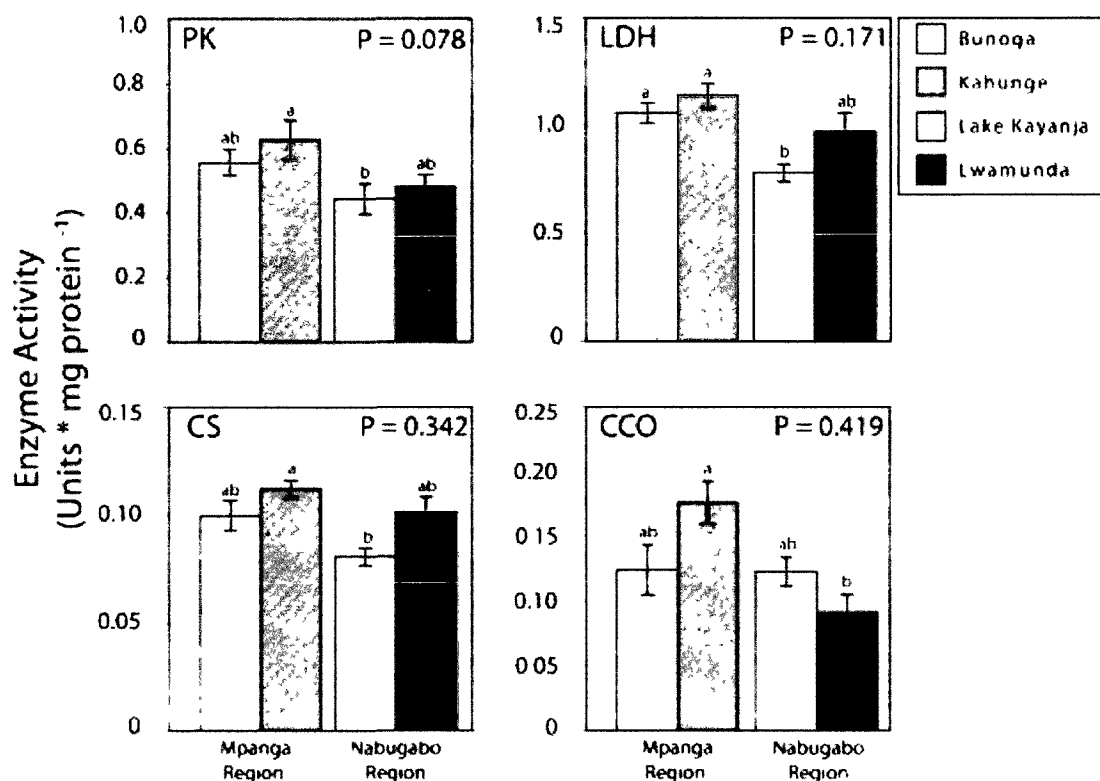 PK
P = 0.078
1.0
0.8
0.6
0.4
0.2
0
ab
a
b
ab
LDH
P = 0.171
1.5
1.0
0.5
0
a
a
b
ab
Bunoga
Kahunge
Lake Kayanja
Lwamunda
Enzyme Activity
(Units * mg protein ⁻¹)
CS
P = 0.342
0.15
0.10
0.05
0
ab
a
b
ab
Mpanga
Region
Nabugabo
Region
CCO
P = 0.419
0.25
0.20
0.15
0.10
0 05
0
ab
a
ab
b
Mpanga
Region
Nabugabo
Region